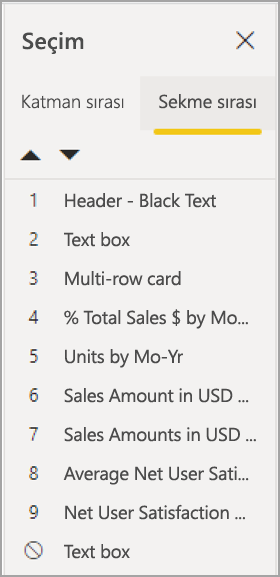 Seçim
Katman sırası Sekme sırası
1 Header - Black Text
2 Text box
3 Multi-row card
4 % Total Sales $ by Mo...
5 Units by Mo-Yr
6 Sales Amount in USD ...
7 Sales Amounts in USD ...
8 Average Net User Sati...
9 Net User Satisfaction ...
Text box